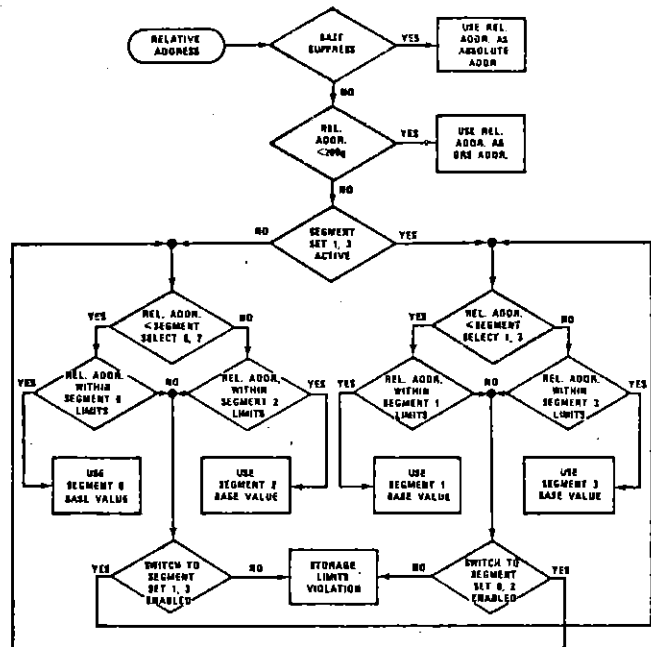 RELATIVE
ADDRESS
BASE
SUPPRESS
YES
USE REL.
ADDR. AS
ABSOLUTE
ADDR
NO
REL.
ADDR.
<200₈
YES
USE REL.
ADDR. AS
GRS ADDR.
NO
NO
SEGMENT
SET 1, 3
ACTIVE
YES
YES
REL. ADDR.
<SEGMENT
SELECT 0, 2
NO
YES
REL. ADDR.
<SEGMENT
SELECT 1, 3
NO
YES
REL. ADDR.
WITHIN
SEGMENT 0
LIMITS
NO
REL. ADDR.
WITHIN
SEGMENT 2
LIMITS
YES
YES
REL. ADDR.
WITHIN
SEGMENT 1
LIMITS
NO
REL. ADDR.
WITHIN
SEGMENT 3
LIMITS
YES
USE
SEGMENT 0
BASE VALUE
USE
SEGMENT 2
BASE VALUE
USE
SEGMENT 1
BASE VALUE
USE
SEGMENT 3
BASE VALUE
YES
SWITCH TO
SEGMENT
SET 1, 3
ENABLED
NO
STORAGE
LIMITS
VIOLATION
NO
SWITCH TO
SEGMENT
SET 0, 2
ENABLED
YES